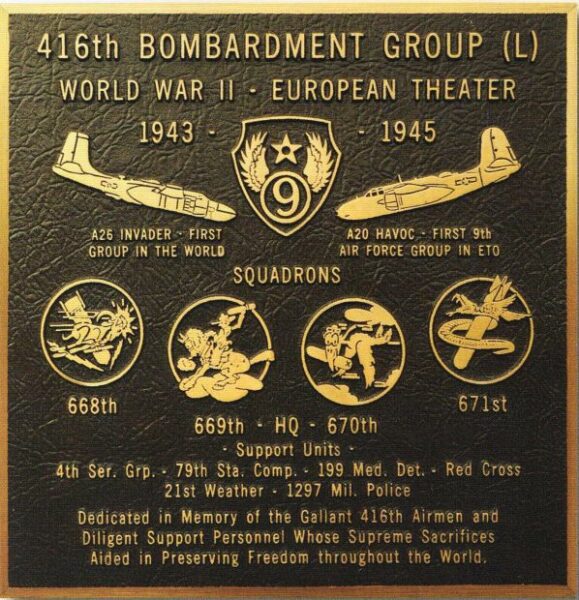 416th BOMBARDMENT GROUP (L)
WORLD WAR II - EUROPEAN THEATER
1943 - - 1945
9
A26 INVADER - FIRST
GROUP IN THE WORLD
A20 HAVOC - FIRST 9th
AIR FORCE GROUP IN ETO
SQUADRONS
668th
671st
669th - HQ - 670th
- Support Units -
4th Ser. Grp. - 79th Sta. Comp. - 199 Med. Det. - Red Cross
21st Weather - 1297 Mil. Police
Dedicated in Memory of the Gallant 416th Airmen and
Diligent Support Personnel Whose Supreme Sacrifices
Aided in Preserving Freedom throughout the World.